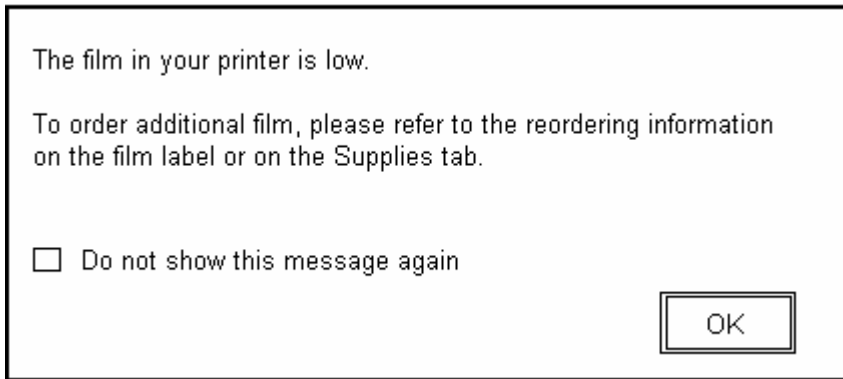 The film in your printer is low.
To order additional film, please refer to the reordering information
on the film label or on the Supplies tab.
Do not show this message again
OK